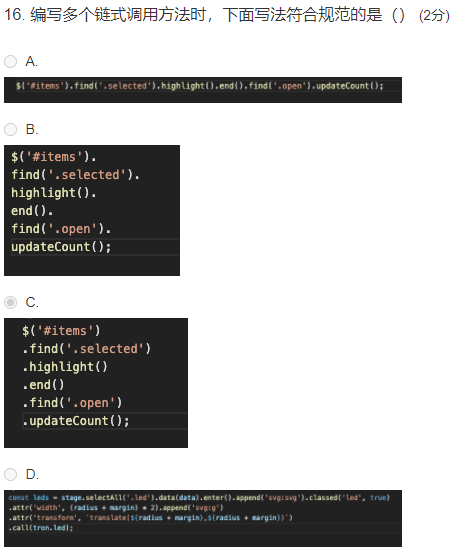 16. 编写多个链式调用方法时，下面写法符合规范的是（） (2分)
A.
$('#items').find('.selected').highlight().end().find('.open').updateCount();
B.
$('#items').
find('.selected').
highlight().
end().
find('.open').
updateCount();
C.
$('#items')
.find('.selected')
.highlight()
.end()
.find('.open')
.updateCount();
D.
const leds = stage.selectAll('.led').data(data).enter().append('svg:svg').classed('led', true)
.attr('width', (radius + margin) * 2).append('svg:g')
.attr('transform', `translate(${radius + margin},${radius + margin})`)
.call(tron.led);